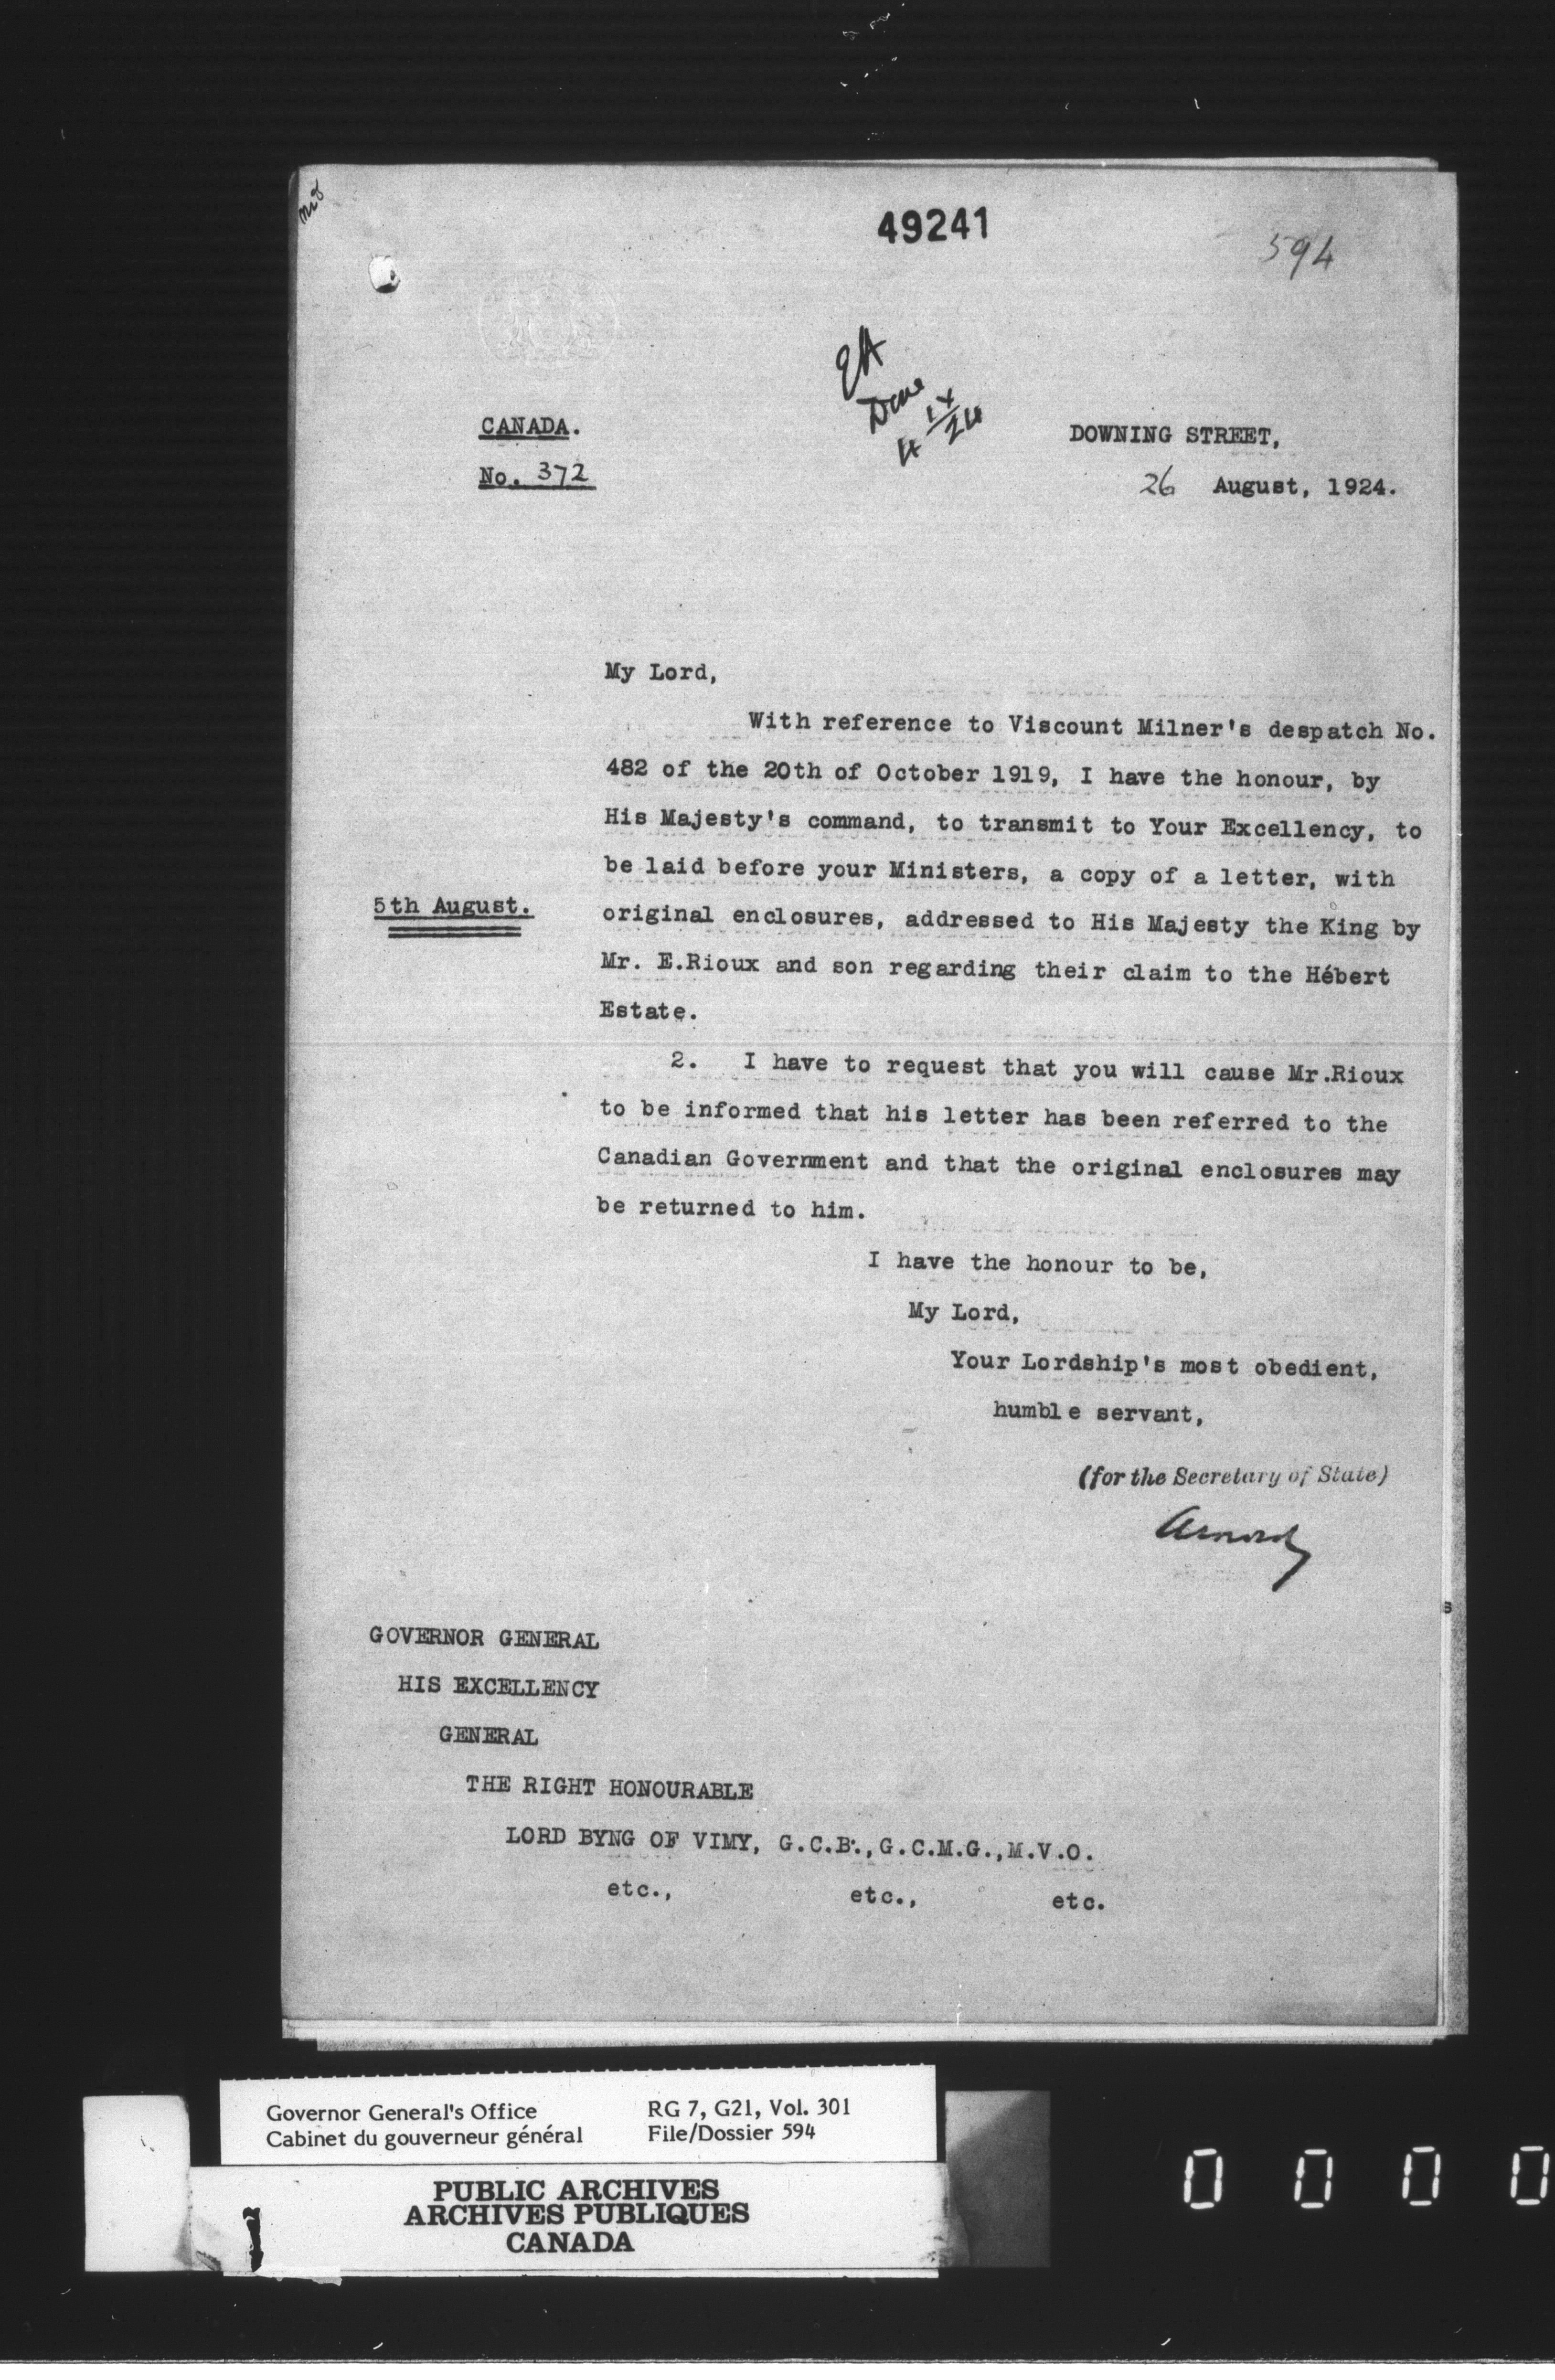 49241
594
EA
Done
4 IX/24
CANADA.
No. 372
DOWNING STREET,
26 August, 1924.
My Lord,
With reference to Viscount Milner's despatch No.
482 of the 20th of October 1919, I have the honour, by
His Majesty's command, to transmit to Your Excellency, to
be laid before your Ministers, a copy of a letter, with
5th August.
original enclosures, addressed to His Majesty the King by
Mr. E.Rioux and son regarding their claim to the Hébert
Estate.
2. I have to request that you will cause Mr.Rioux
to be informed that his letter has been referred to the
Canadian Government and that the original enclosures may
be returned to him.
I have the honour to be,
My Lord,
Your Lordship's most obedient,
humble servant,
(for the Secretary of State)
Arnold
GOVERNOR GENERAL
HIS EXCELLENCY
GENERAL
THE RIGHT HONOURABLE
LORD BYNG OF VIMY, G.C.B., G.C.M.G., M.V.O.
etc., etc., etc.
Governor General's Office RG 7, G21, Vol. 301
Cabinet du gouverneur général File/Dossier 594
PUBLIC ARCHIVES
ARCHIVES PUBLIQUES
CANADA
0 0 0 0